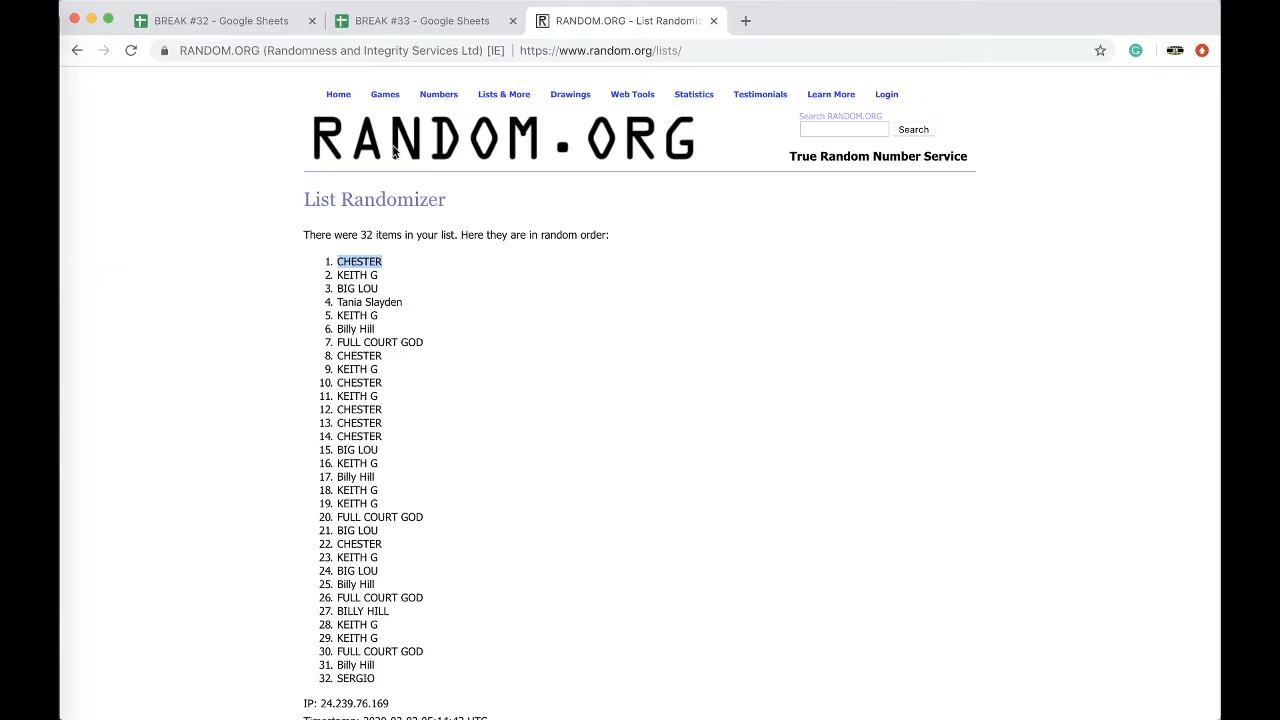 BREAK #32 - Google Sheets
BREAK #33 - Google Sheets
RANDOM.ORG - List Randomiz
RANDOM.ORG (Randomness and Integrity Services Ltd) [IE] | https://www.random.org/lists/
Home Games Numbers Lists & More Drawings Web Tools Statistics Testimonials Learn More Login
RANDOM.ORG
Search RANDOM.ORG
Search
True Random Number Service
List Randomizer
There were 32 items in your list. Here they are in random order:
1. CHESTER
2. KEITH G
3. BIG LOU
4. Tania Slayden
5. KEITH G
6. Billy Hill
7. FULL COURT GOD
8. CHESTER
9. KEITH G
10. CHESTER
11. KEITH G
12. CHESTER
13. CHESTER
14. CHESTER
15. BIG LOU
16. KEITH G
17. Billy Hill
18. KEITH G
19. KEITH G
20. FULL COURT GOD
21. BIG LOU
22. CHESTER
23. KEITH G
24. BIG LOU
25. Billy Hill
26. FULL COURT GOD
27. BILLY HILL
28. KEITH G
29. KEITH G
30. FULL COURT GOD
31. Billy Hill
32. SERGIO
IP: 24.239.76.169